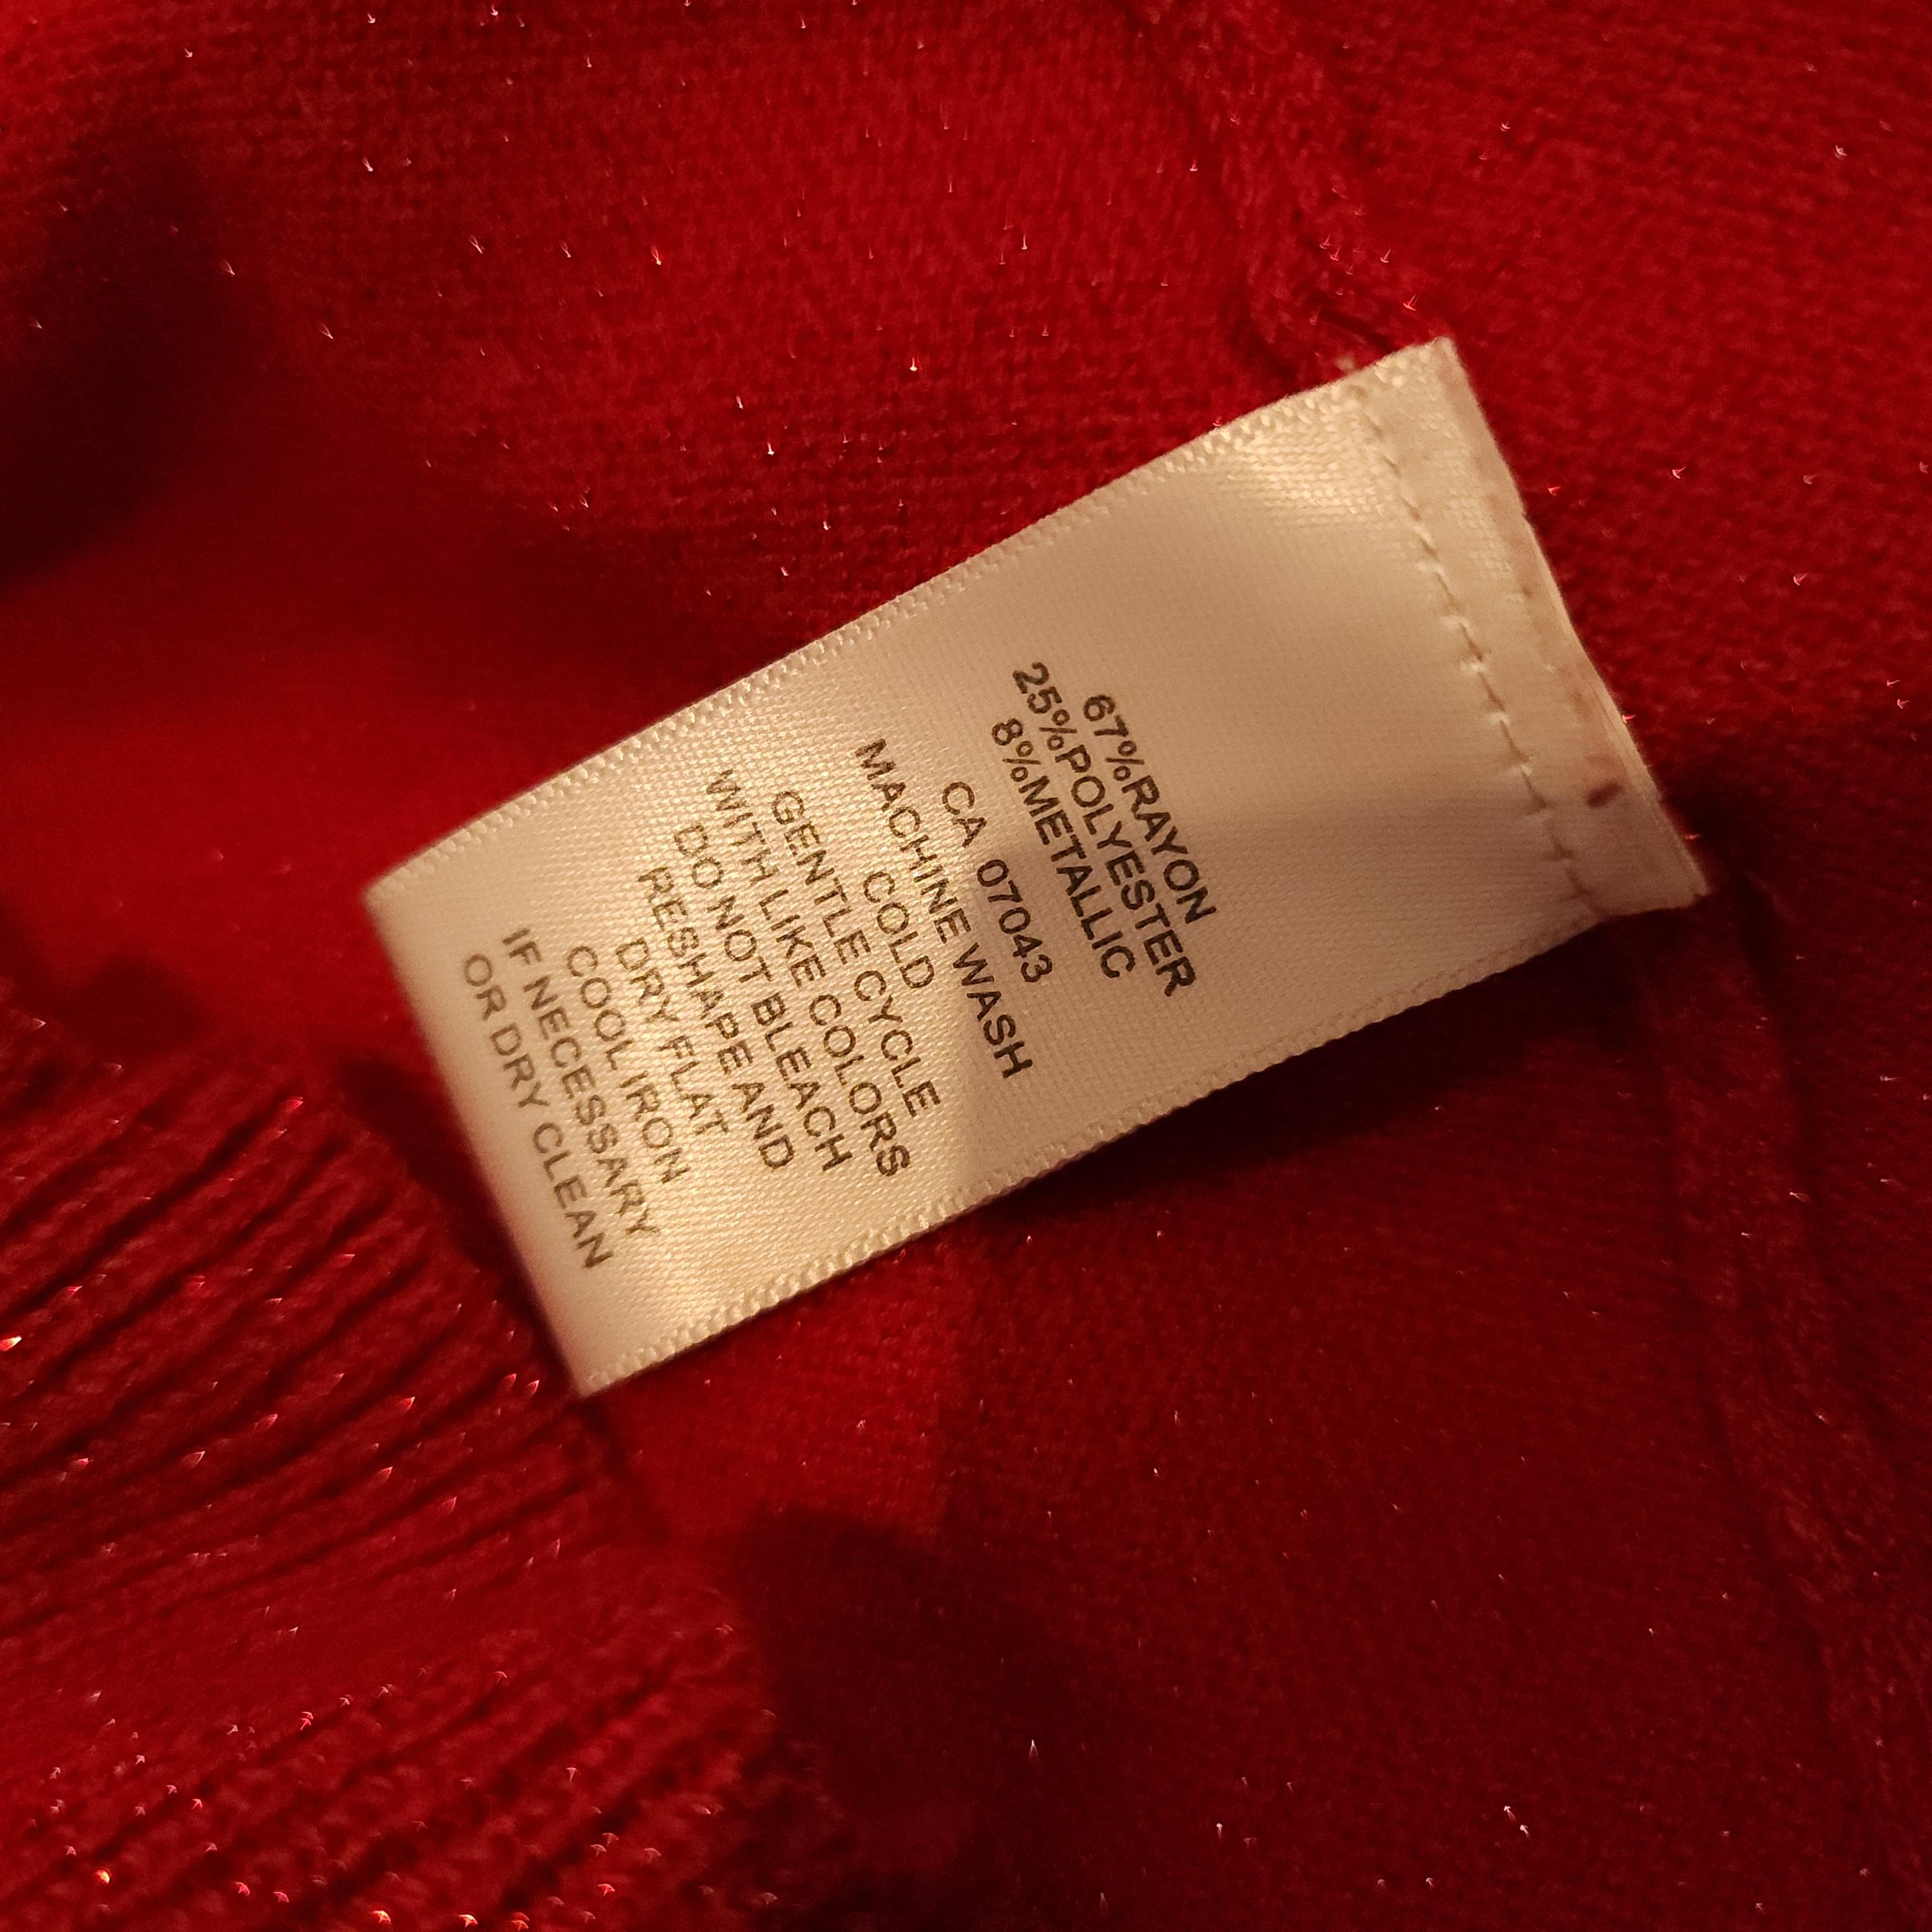 67%RAYON
25%POLYESTER
8%METALLIC
CA 07043
MACHINE WASH
COLD
GENTLE CYCLE
WITH LIKE COLORS
DO NOT BLEACH
RESHAPE AND
DRY FLAT
COOL IRON
IF NECESSARY
OR DRY CLEAN